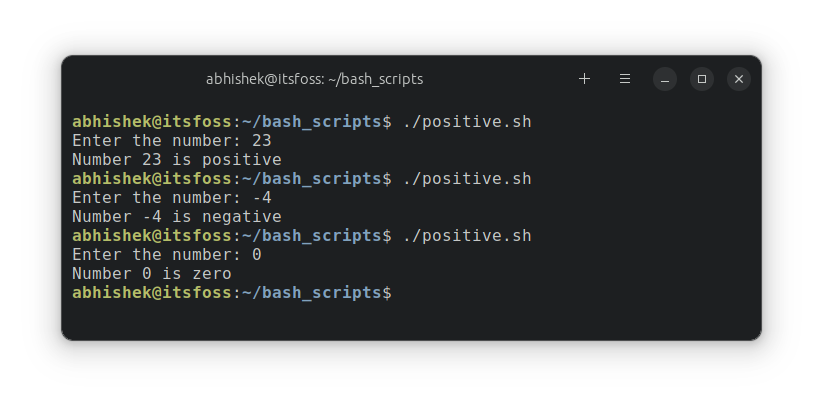 abhishek@itsfoss: ~/bash_scripts
abhishek@itsfoss:~/bash_scripts$ ./positive.sh
Enter the number: 23
Number 23 is positive
abhishek@itsfoss:~/bash_scripts$ ./positive.sh
Enter the number: -4
Number -4 is negative
abhishek@itsfoss:~/bash_scripts$ ./positive.sh
Enter the number: 0
Number 0 is zero
abhishek@itsfoss:~/bash_scripts$